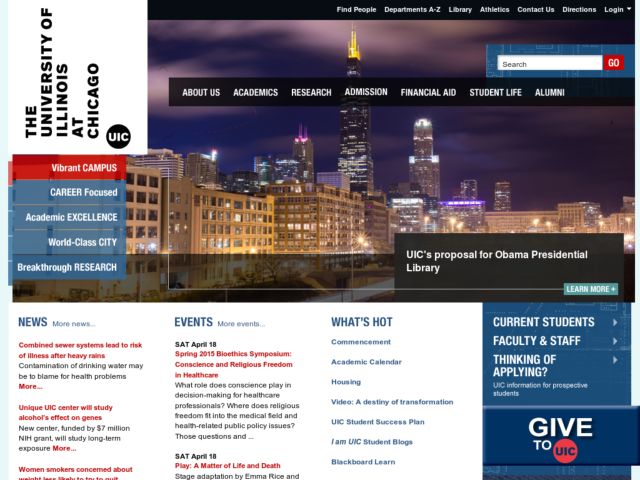 Find People Departments A-Z Library Athletics Contact Us Directions Login
THE
UNIVERSITY OF
ILLINOIS
AT
CHICAGO
UIC
Search
GO
ABOUT US ACADEMICS RESEARCH ADMISSION FINANCIAL AID STUDENT LIFE ALUMNI
Vibrant CAMPUS
CAREER Focused
Academic EXCELLENCE
World-Class CITY
Breakthrough RESEARCH
UIC's proposal for Obama Presidential
Library
LEARN MORE +
NEWS More news...
Combined sewer systems lead to risk
of illness after heavy rains
Contamination of drinking water may
be to blame for health problems
More...
Unique UIC center will study
alcohol's effect on genes
New center, funded by $7 million
NIH grant, will study long-term
exposure More...
Women smokers concerned about
weight less likely to try to quit
EVENTS More events...
SAT April 18
Spring 2015 Bioethics Symposium:
Conscience and Religious Freedom
in Healthcare
What role does conscience play in
decision-making for healthcare
professionals? Where does religious
freedom fit into the medical field and
health-related public policy issues?
Those questions and ...
SAT April 18
Play: A Matter of Life and Death
Stage adaptation by Emma Rice and
WHAT'S HOT
Commencement
Academic Calendar
Housing
Video: A destiny of transformation
UIC Student Success Plan
I am UIC Student Blogs
Blackboard Learn
CURRENT STUDENTS
FACULTY & STAFF
THINKING OF
APPLYING?
UIC information for prospective
students
GIVE
TO UIC